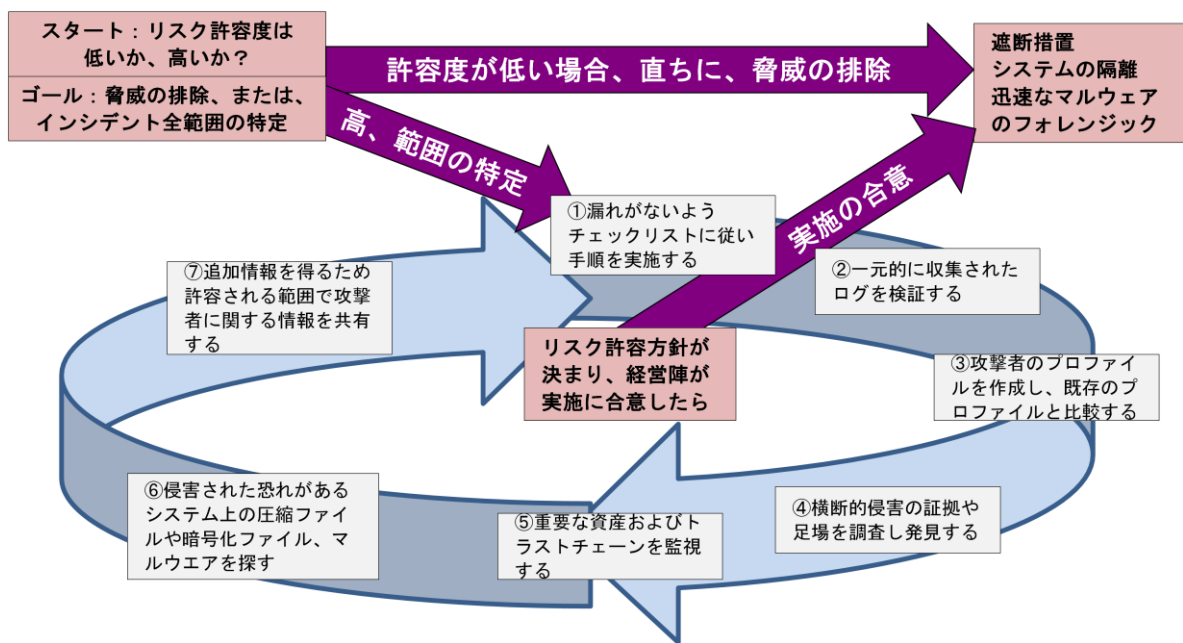 スタート：リスク許容度は
低いか、高いか？
ゴール：脅威の排除、または、
インシデント全範囲の特定
許容度が低い場合、直ちに、脅威の排除
遮断措置
システムの隔離
迅速なマルウェア
のフォレンジック
高、範囲の特定
実施の合意
①漏れがないよう
チェックリストに従い
手順を実施する
②一元的に収集された
ログを検証する
③攻撃者のプロファイ
ルを作成し、既存のプ
ロファイルと比較する
④横断的侵害の証拠や
足場を調査し発見する
⑤重要な資産およびト
ラストチェーンを監視
する
⑥侵害された恐れがある
システム上の圧縮ファイ
ルや暗号化ファイル、マ
ルウエアを探す
⑦追加情報を得るため
許容される範囲で攻撃
者に関する情報を共有
する
リスク許容方針が
決まり、経営陣が
実施に合意したら